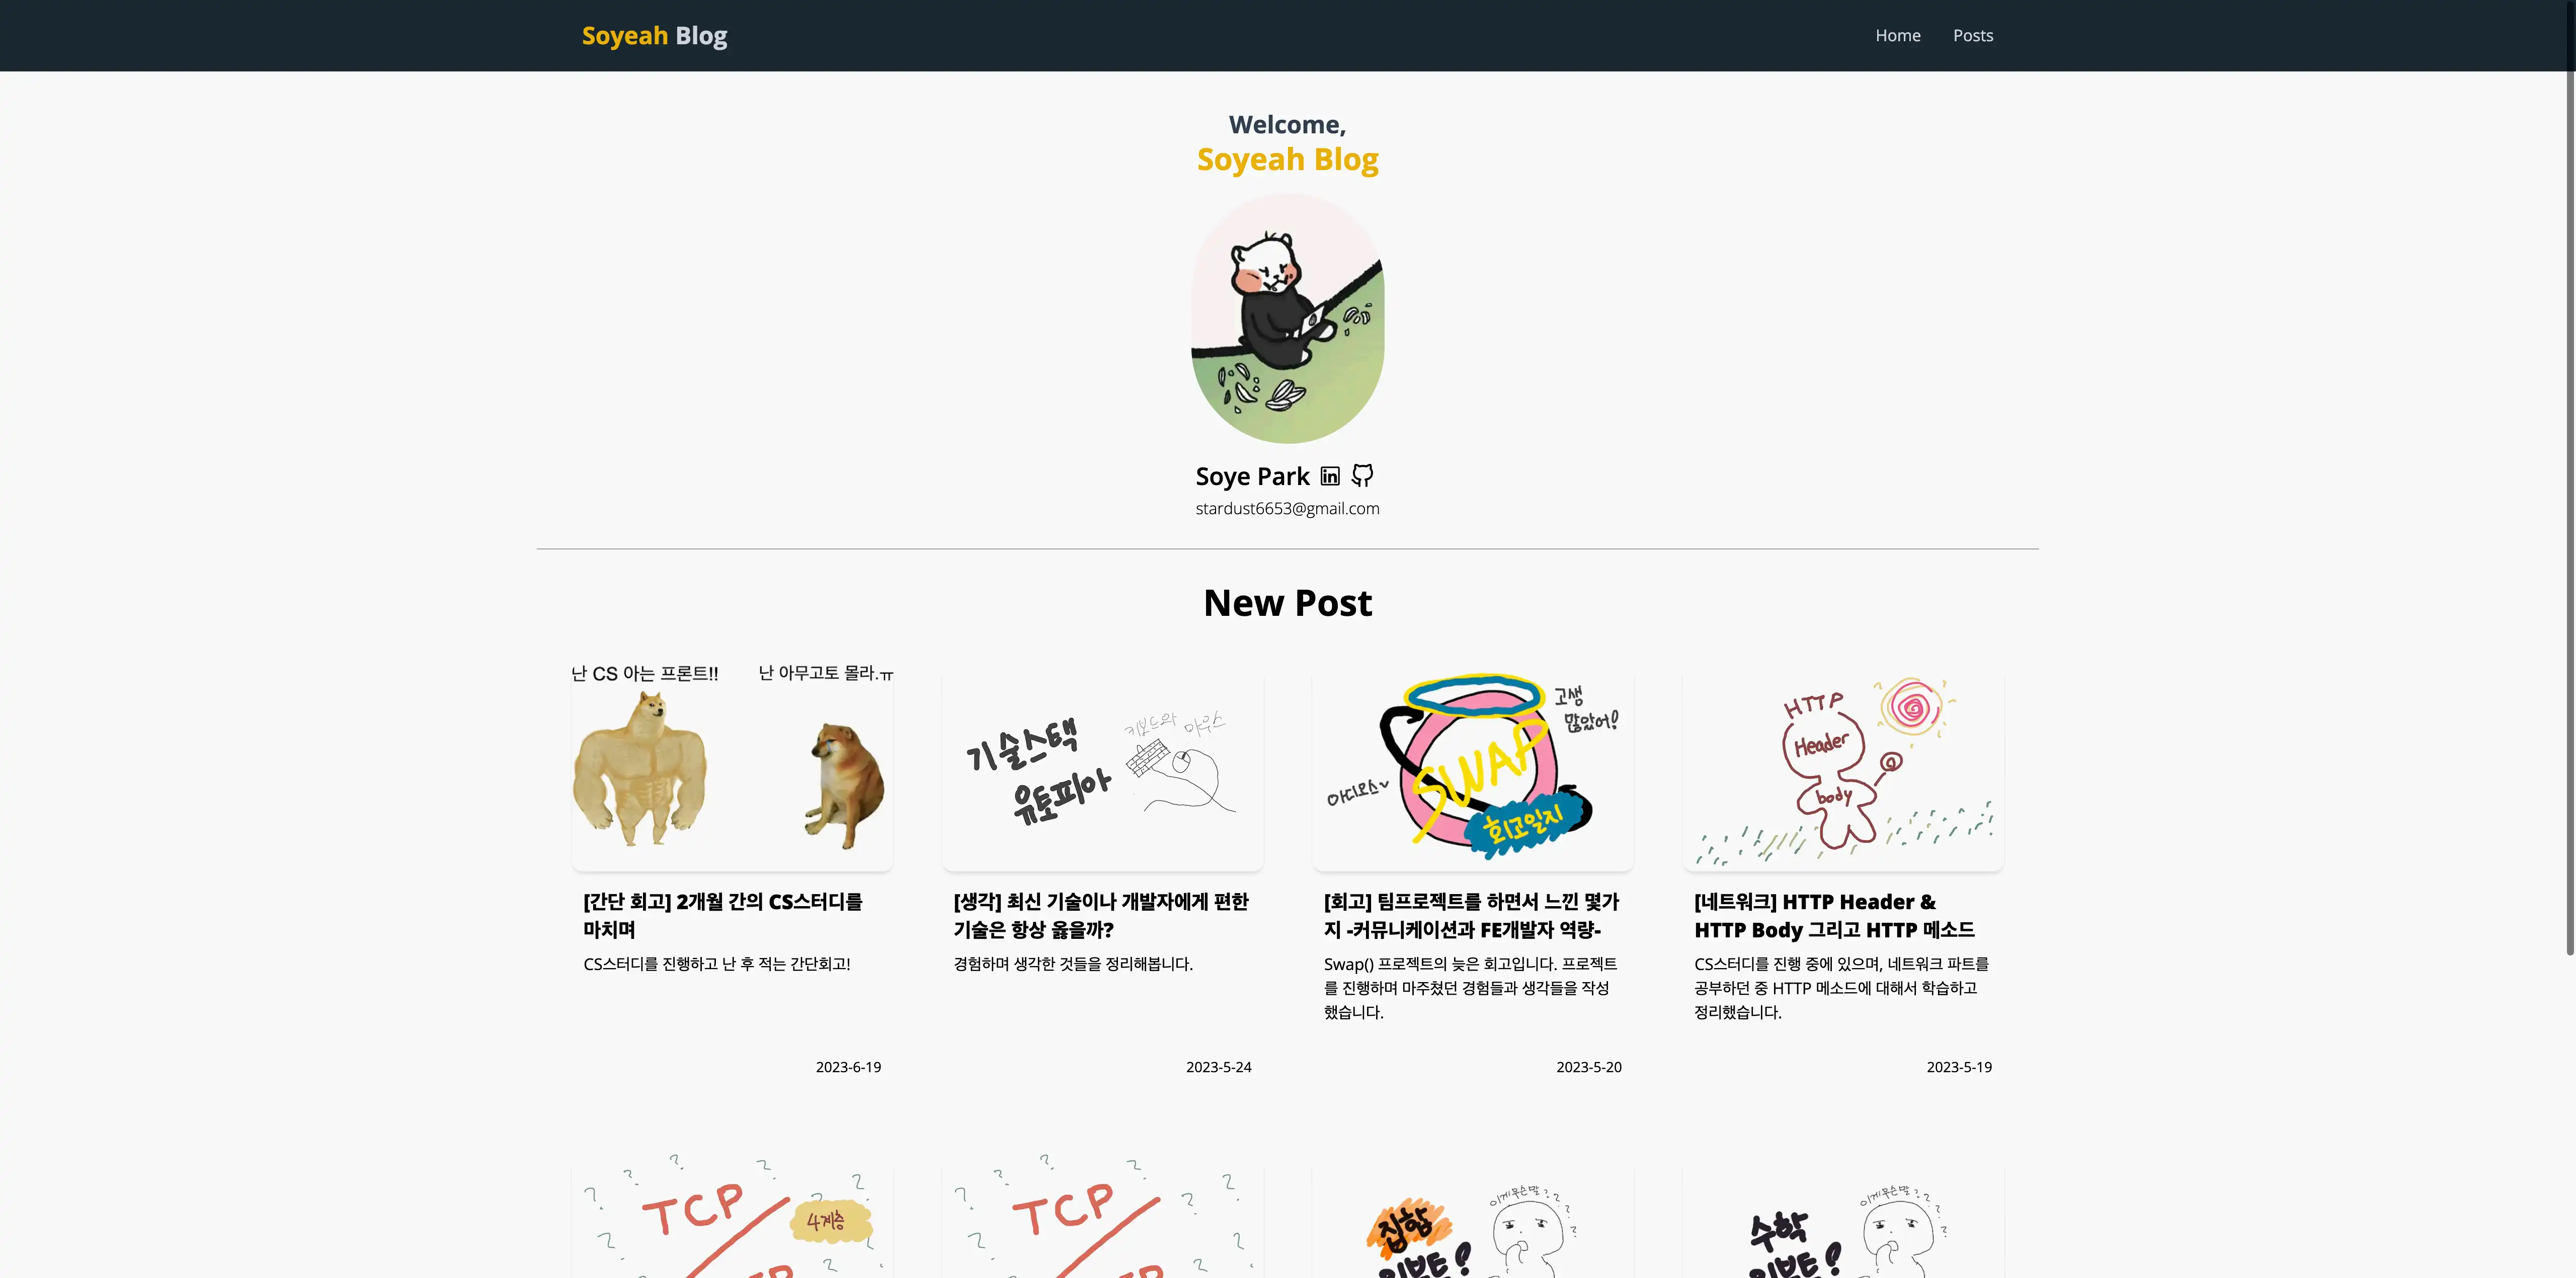 Soyeah Blog
Home
Posts
Welcome,
Soyeah Blog
Soye Park
stardust6653@gmail.com
New Post
난 CS 아는 프론트!!
난 아무고토 몰라.ㅠ
[간단 회고] 2개월 간의 CS스터디를
마치며
CS스터디를 진행하고 난 후 적는 간단회고!
2023-6-19
기술스택
유토피아
키보드와 마우스
[생각] 최신 기술이나 개발자에게 편한
기술은 항상 옳을까?
경험하며 생각한 것들을 정리해봅니다.
2023-5-24
고생
많았어!
SWAP
아디오스~
회고일지
[회고] 팀프로젝트를 하면서 느낀 몇가
지 -커뮤니케이션과 FE개발자 역량-
Swap() 프로젝트의 늦은 회고입니다. 프로젝트
를 진행하며 마주쳤던 경험들과 생각들을 작성
했습니다.
2023-5-20
HTTP
Header
body
[네트워크] HTTP Header &
HTTP Body 그리고 HTTP 메소드
CS스터디를 진행 중에 있으며, 네트워크 파트를
공부하던 중 HTTP 메소드에 대해서 학습하고
정리했습니다.
2023-5-19
TCP
4계층
TCP
집합
이게무슨말??
수학
이게무슨말??